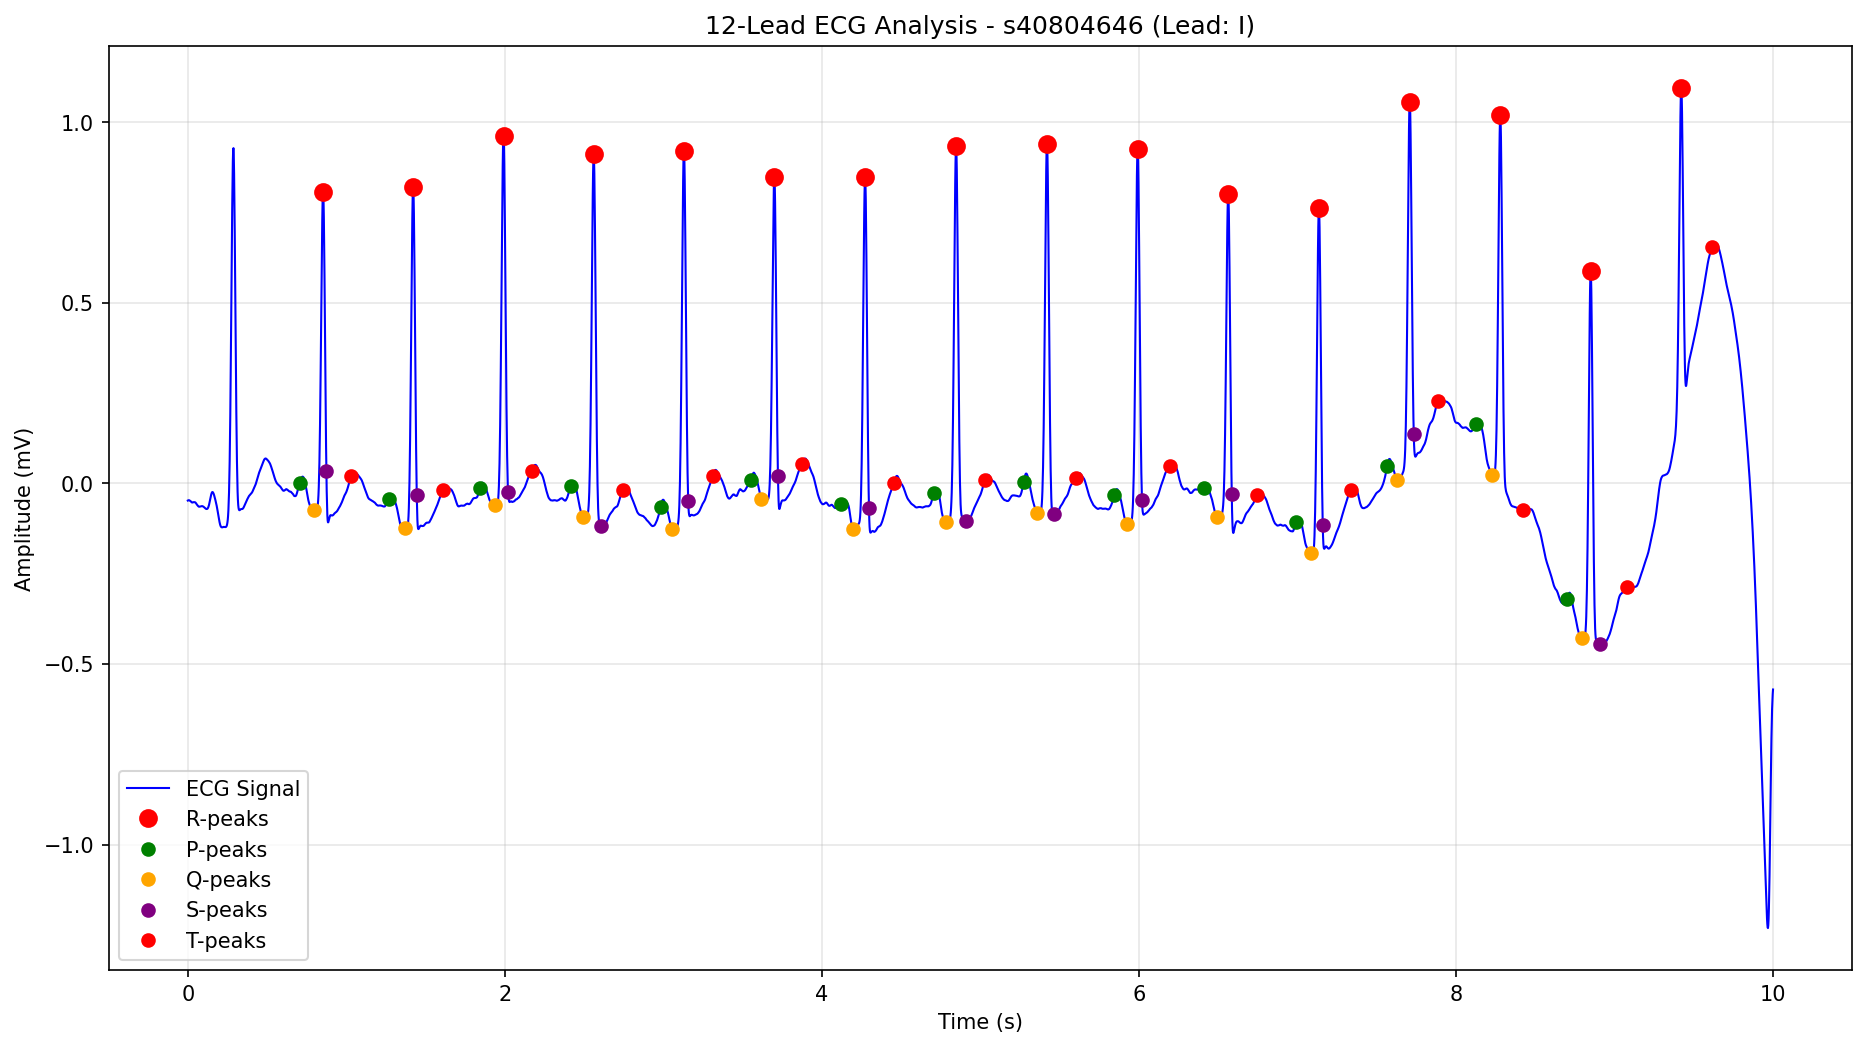 12-Lead ECG Analysis - s40804646 (Lead: I)
Amplitude (mV)
1.0
0.5
0.0
−0.5
−1.0
ECG Signal
R-peaks
P-peaks
Q-peaks
S-peaks
T-peaks
0 2 4 6 8 10
Time (s)